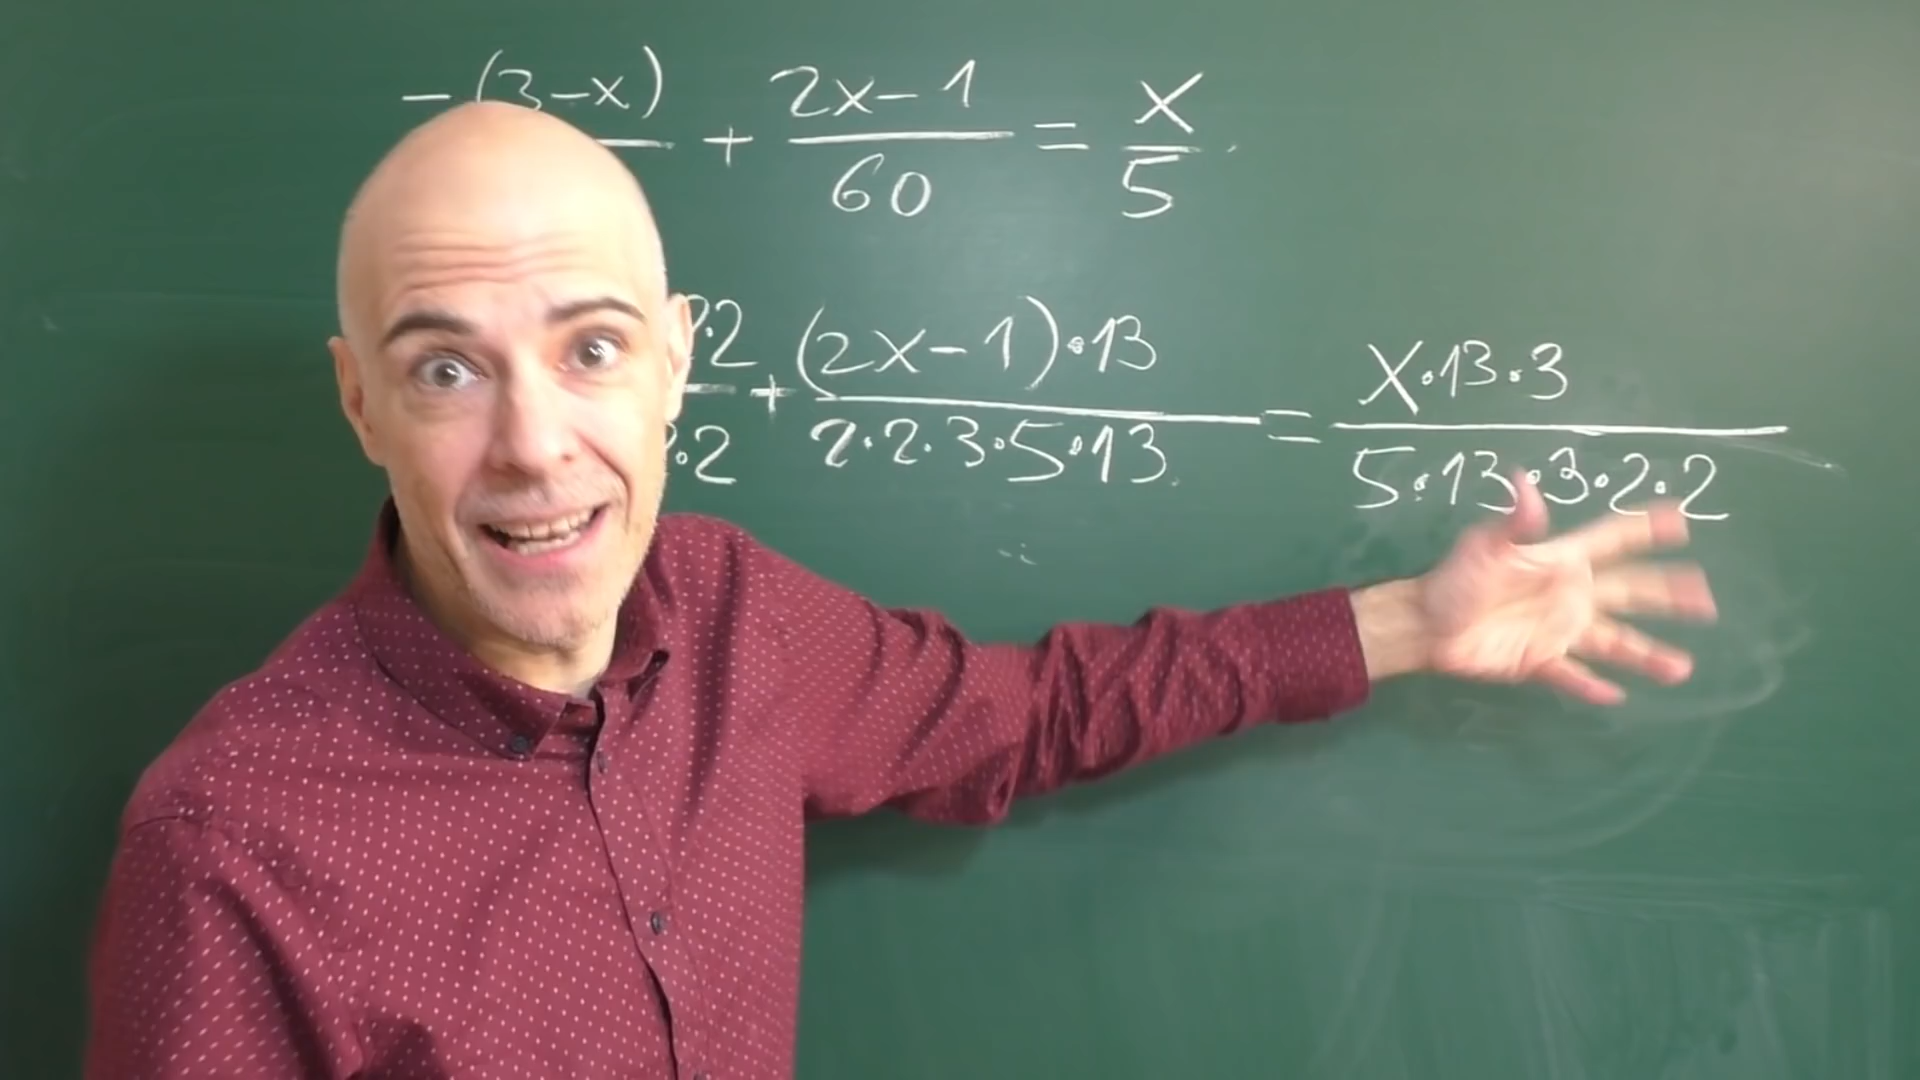 -(3-x) + 2x-1 = x
60 5
·2 + (2x-1)·13 = x·13·3
·2 2·2·3·5·13 5·13·3·2·2